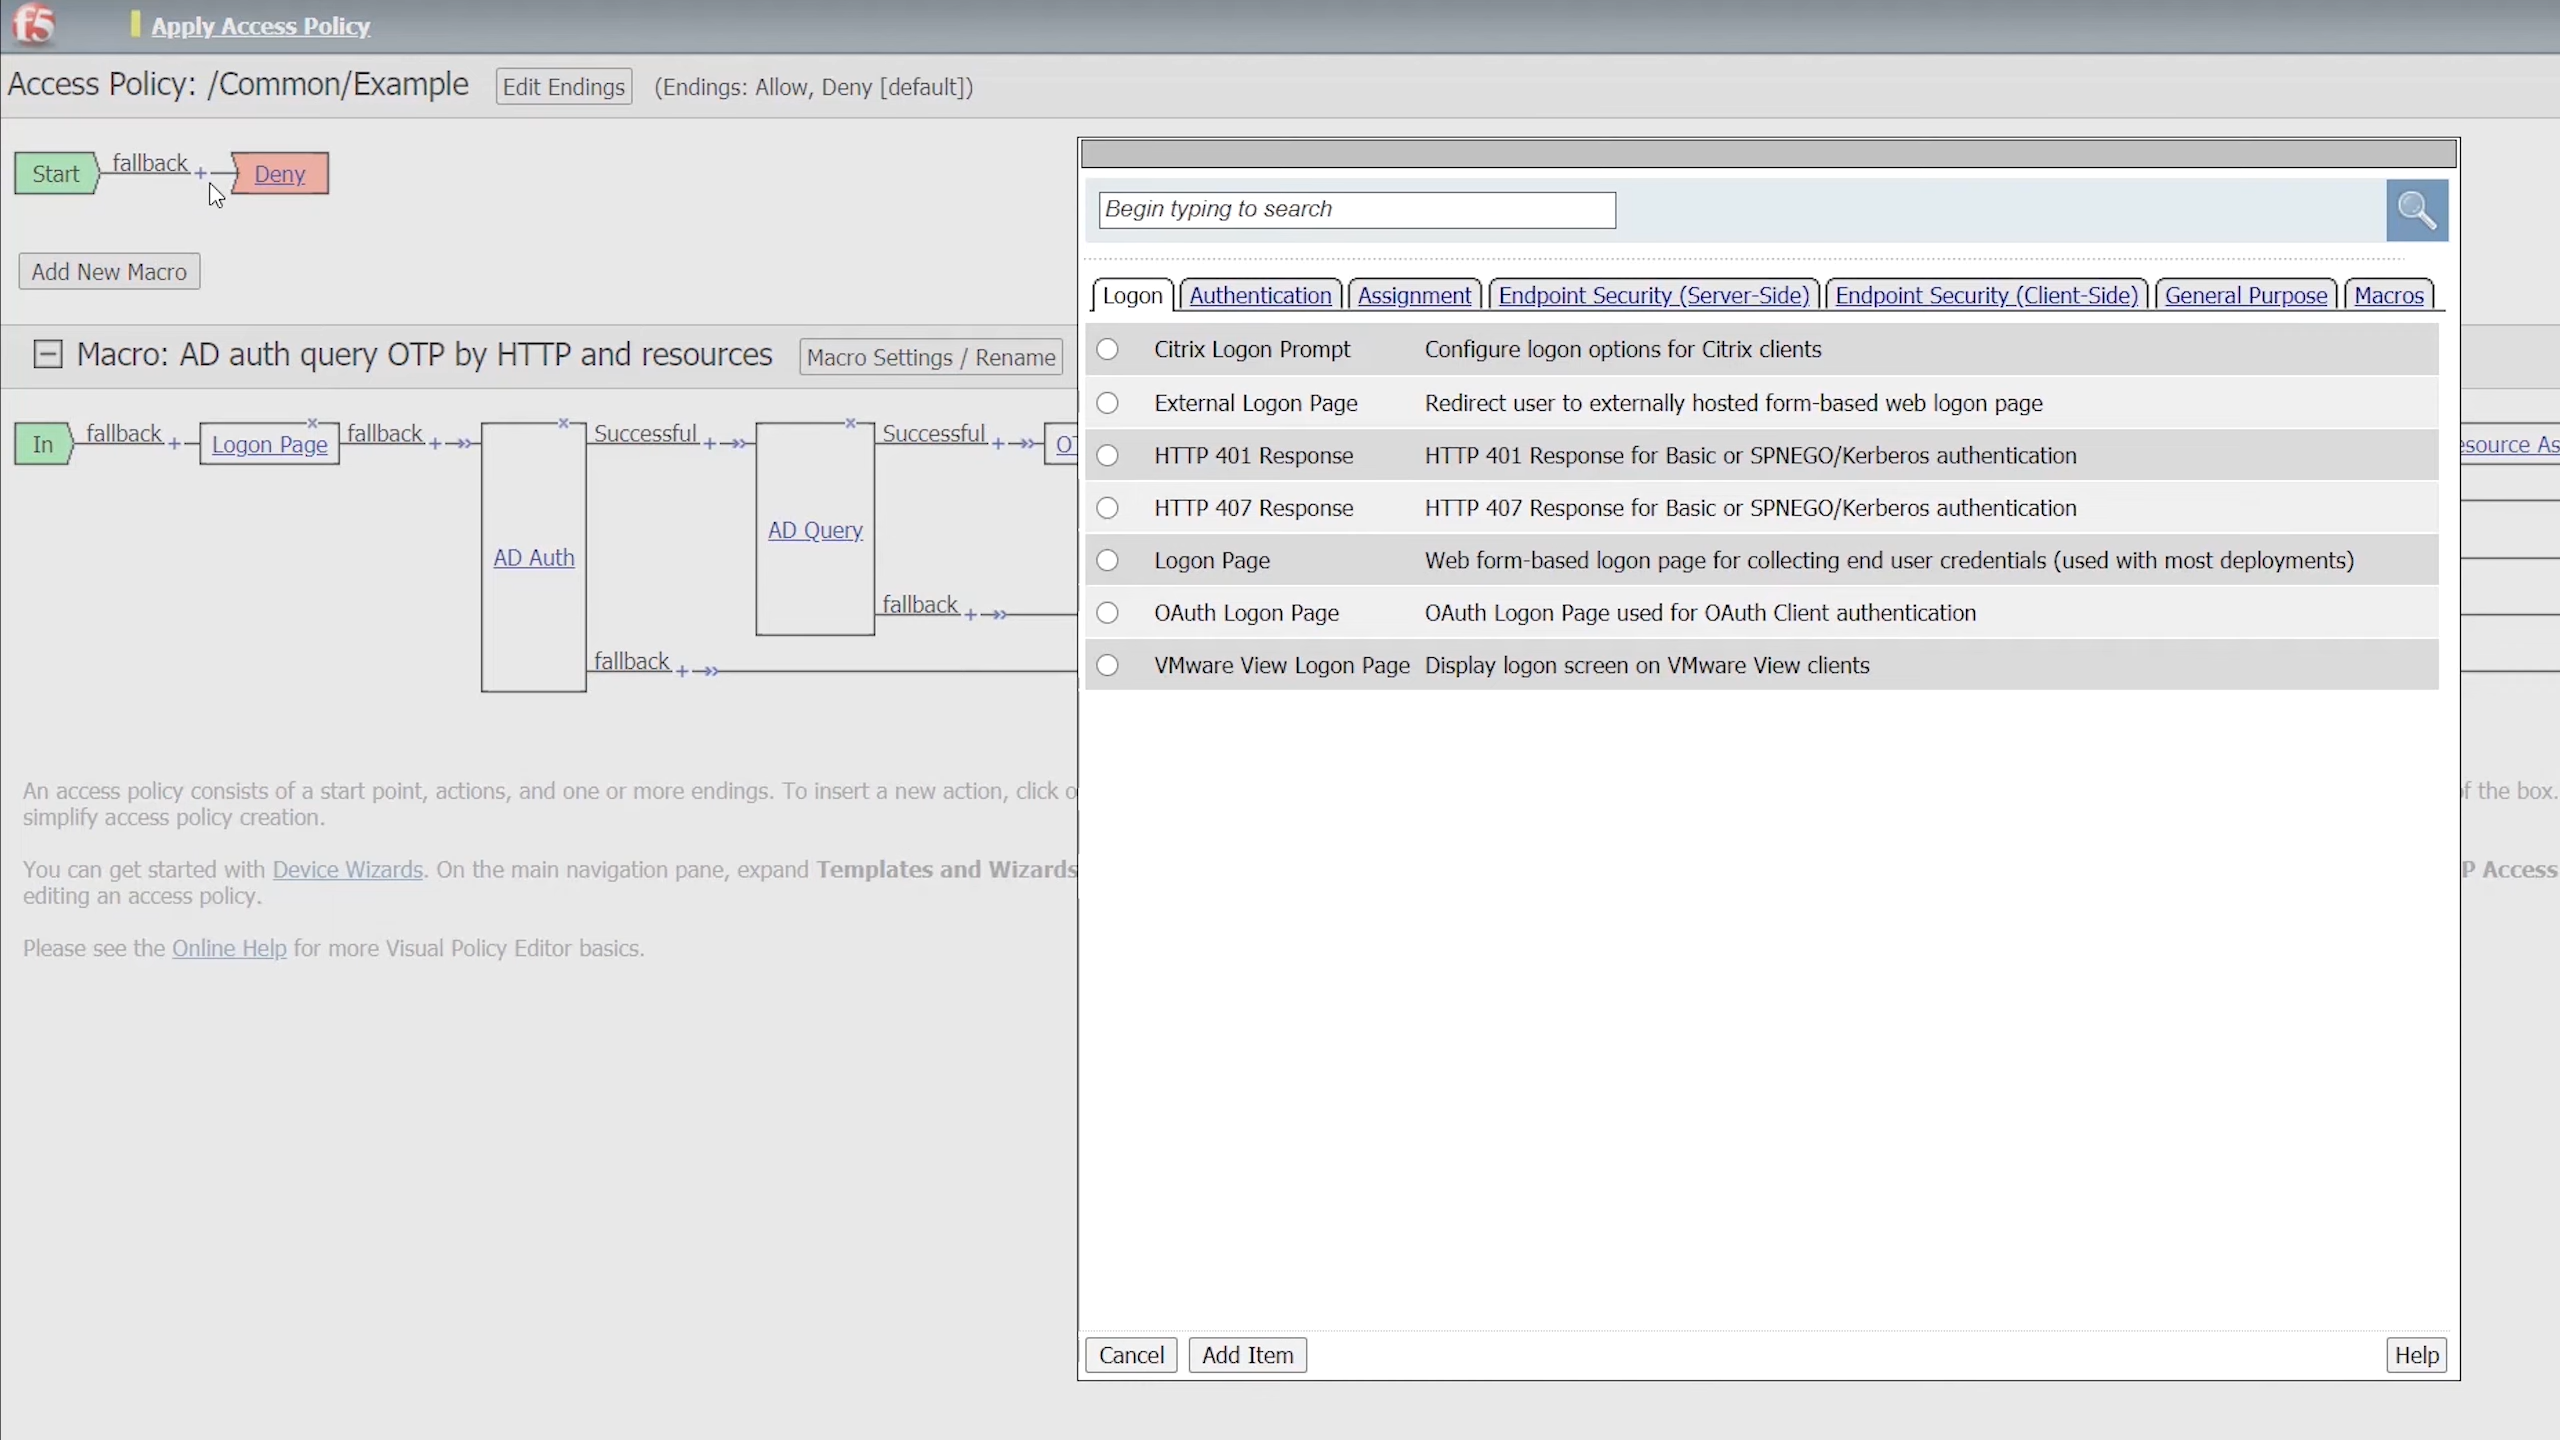 f5
Apply Access Policy
Access Policy: /Common/Example
Edit Endings
(Endings: Allow, Deny [default])
Start
fallback
+
Deny
Add New Macro
Macro: AD auth query OTP by HTTP and resources
Macro Settings / Rename
In
fallback
+
Logon Page
fallback
+
AD Auth
Successful
+
AD Query
Successful
+
fallback
+
fallback
+
An access policy consists of a start point, actions, and one or more endings. To insert a new action, click
of the box.
simplify access policy creation.
You can get started with Device Wizards. On the main navigation pane, expand Templates and Wizards
P Access
editing an access policy.
Please see the Online Help for more Visual Policy Editor basics.
Begin typing to search
Logon
Authentication
Assignment
Endpoint Security (Server-Side)
Endpoint Security (Client-Side)
General Purpose
Macros
Citrix Logon Prompt Configure logon options for Citrix clients
External Logon Page Redirect user to externally hosted form-based web logon page
HTTP 401 Response HTTP 401 Response for Basic or SPNEGO/Kerberos authentication
HTTP 407 Response HTTP 407 Response for Basic or SPNEGO/Kerberos authentication
Logon Page Web form-based logon page for collecting end user credentials (used with most deployments)
OAuth Logon Page OAuth Logon Page used for OAuth Client authentication
VMware View Logon Page Display logon screen on VMware View clients
Cancel
Add Item
Help